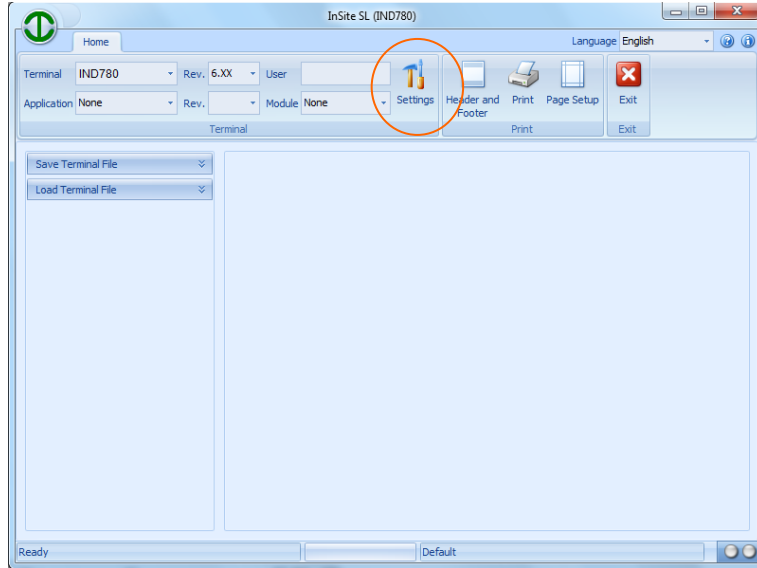 InSite SL (IND780)
Home
Language English
Terminal IND780 Rev. 6.XX User
Application None Rev. Module None
Settings
Header and Footer
Print
Page Setup
Exit
Terminal
Print
Exit
Save Terminal File
Load Terminal File
Ready
Default